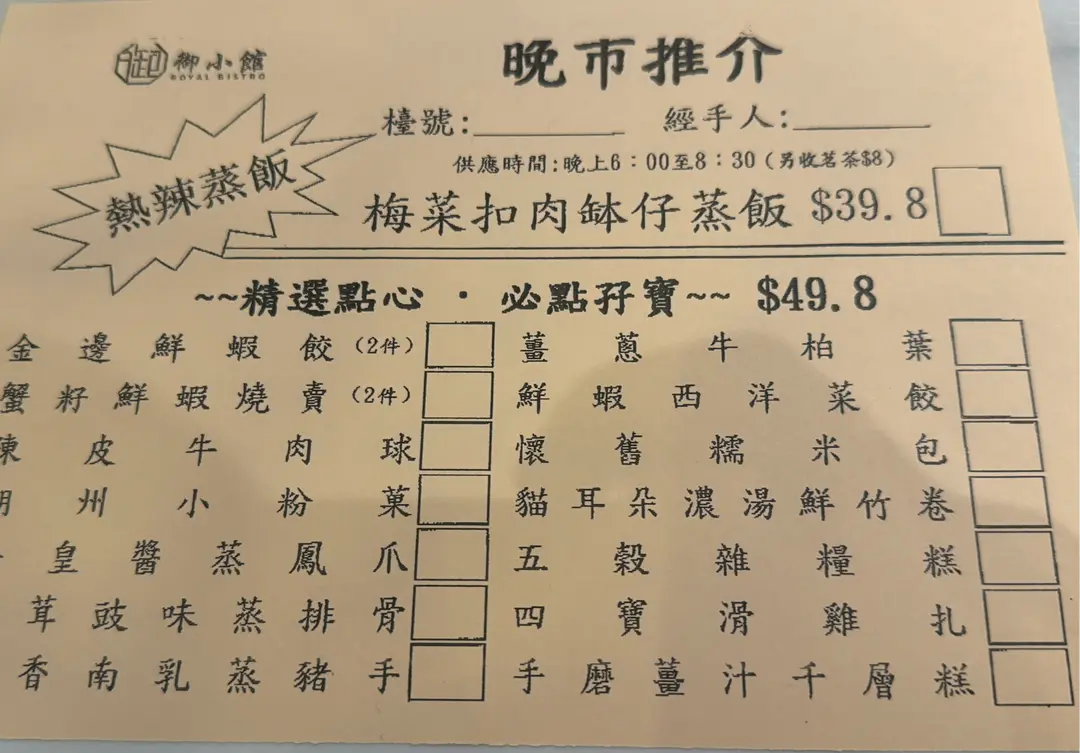 御 御小館
ROYAL BISTRO
晚市推介
檯號:________ 經手人:________
供應時間:晚上6:00至8:30(另收茗茶$8)
熱辣蒸飯
梅菜扣肉缽仔蒸飯 $39.8
~~精選點心 · 必點孖寶~~ $49.8
金邊鮮蝦餃(2件) 薑蔥牛柏葉
蟹籽鮮蝦燒賣(2件) 鮮蝦西洋菜餃
陳皮牛肉球 懷舊糯米包
州小粉菓 貓耳朵濃湯鮮竹卷
皇醬蒸鳳爪 五穀雜糧糕
茸豉味蒸排骨 四寶滑雞扎
香南乳蒸豬手 手磨薑汁千層糕